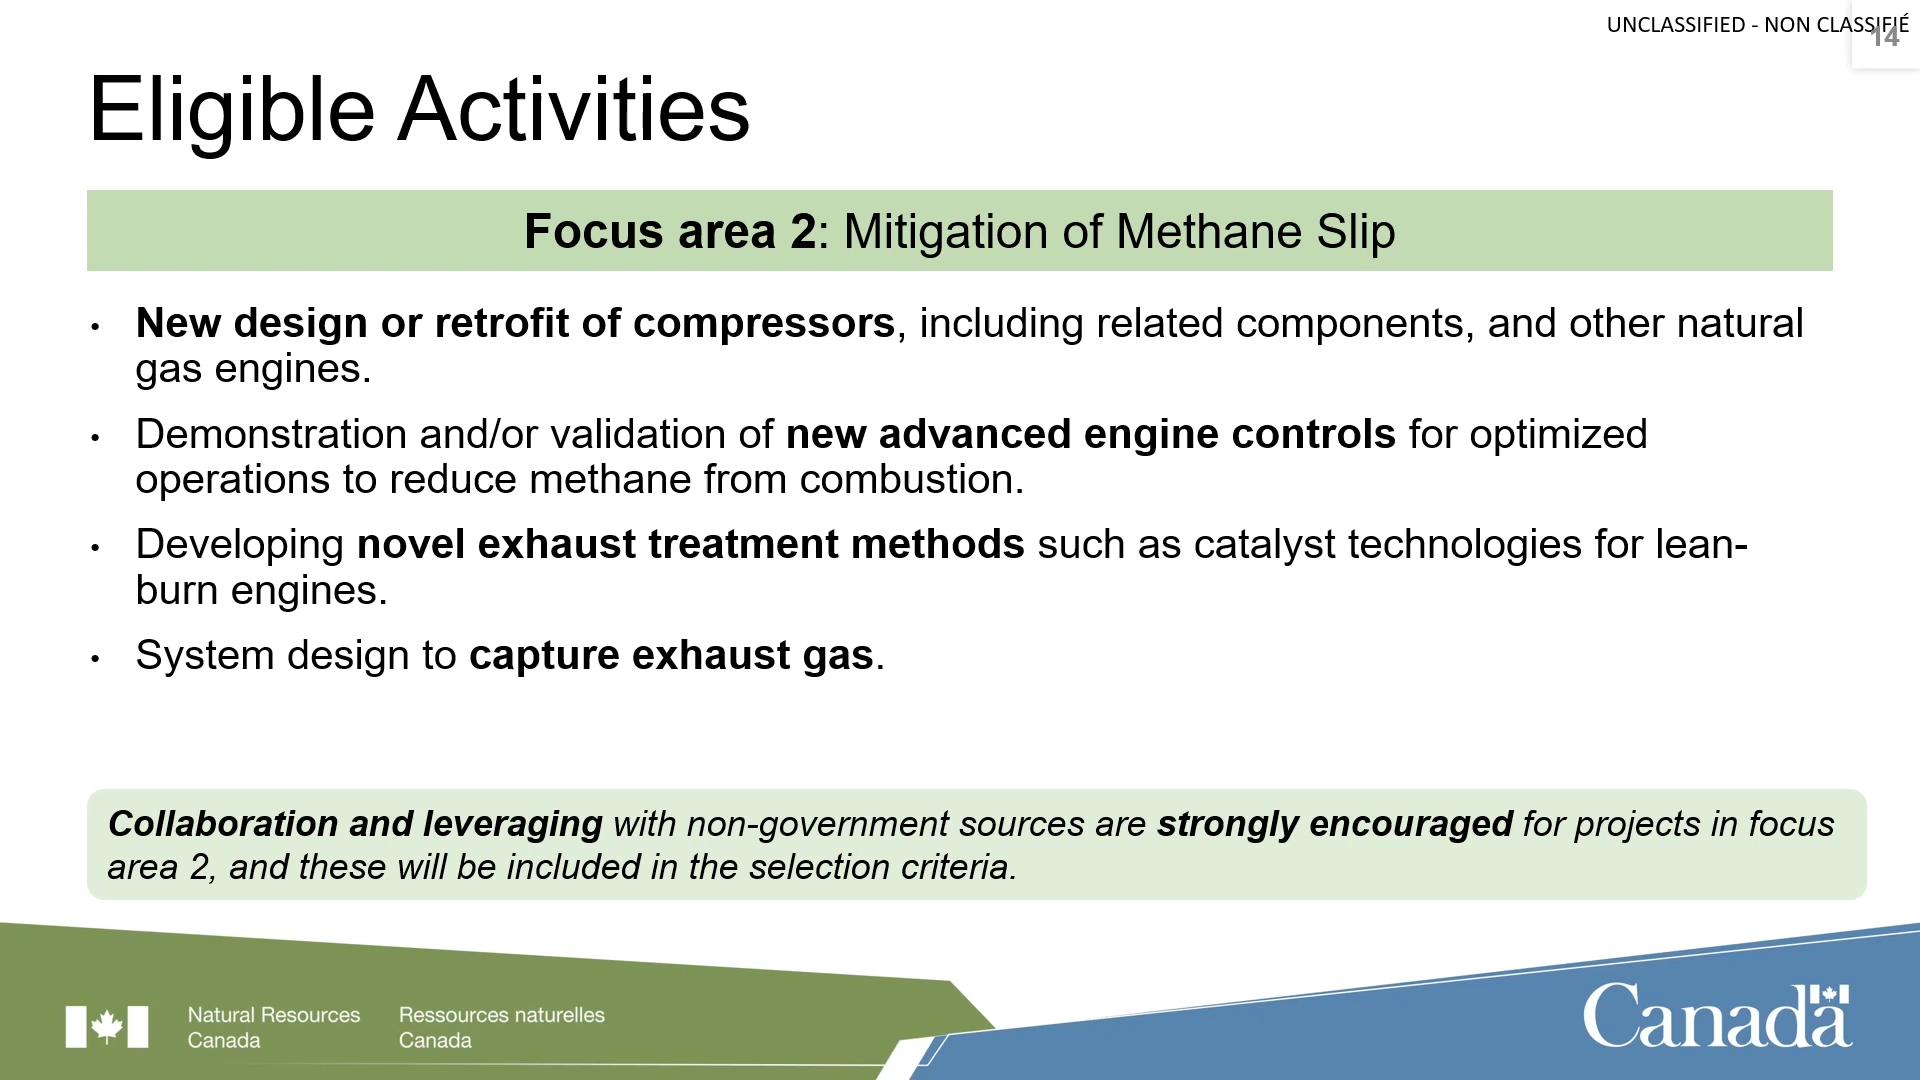 UNCLASSIFIED - NON CLASSIFIÉ
14
Eligible Activities
Focus area 2: Mitigation of Methane Slip
• New design or retrofit of compressors, including related components, and other natural
gas engines.
• Demonstration and/or validation of new advanced engine controls for optimized
operations to reduce methane from combustion.
• Developing novel exhaust treatment methods such as catalyst technologies for lean-
burn engines.
• System design to capture exhaust gas.
Collaboration and leveraging with non-government sources are strongly encouraged for projects in focus
area 2, and these will be included in the selection criteria.
Natural Resources
Canada
Ressources naturelles
Canada
Canada